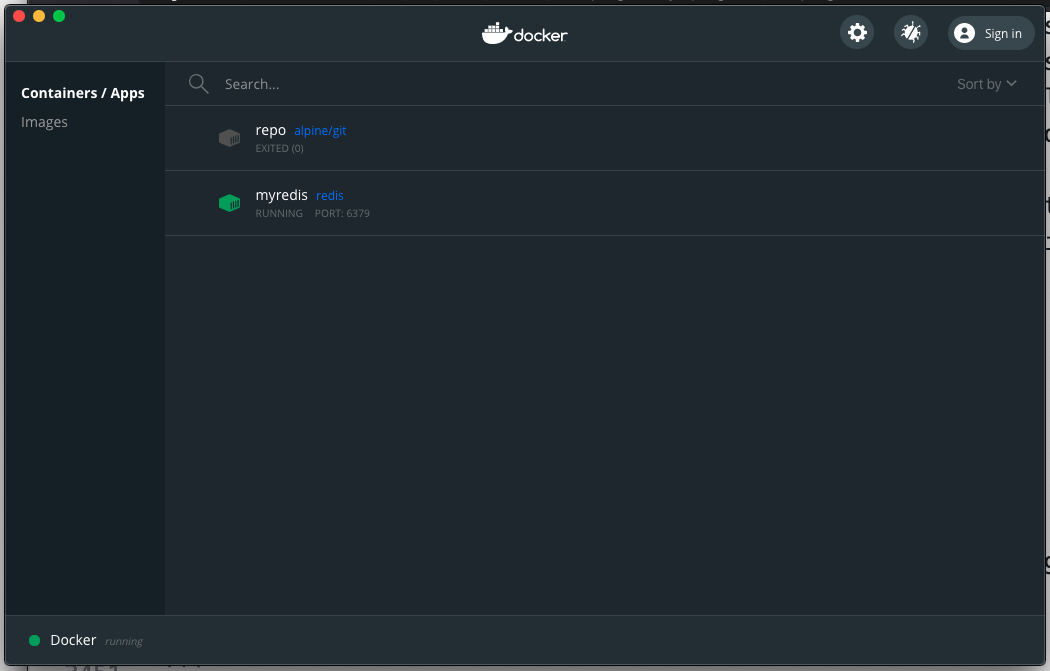 docker
Sign in
Containers / Apps
Images
Search...
Sort by
repo alpine/git
EXITED (0)
myredis redis
RUNNING PORT: 6379
Docker running